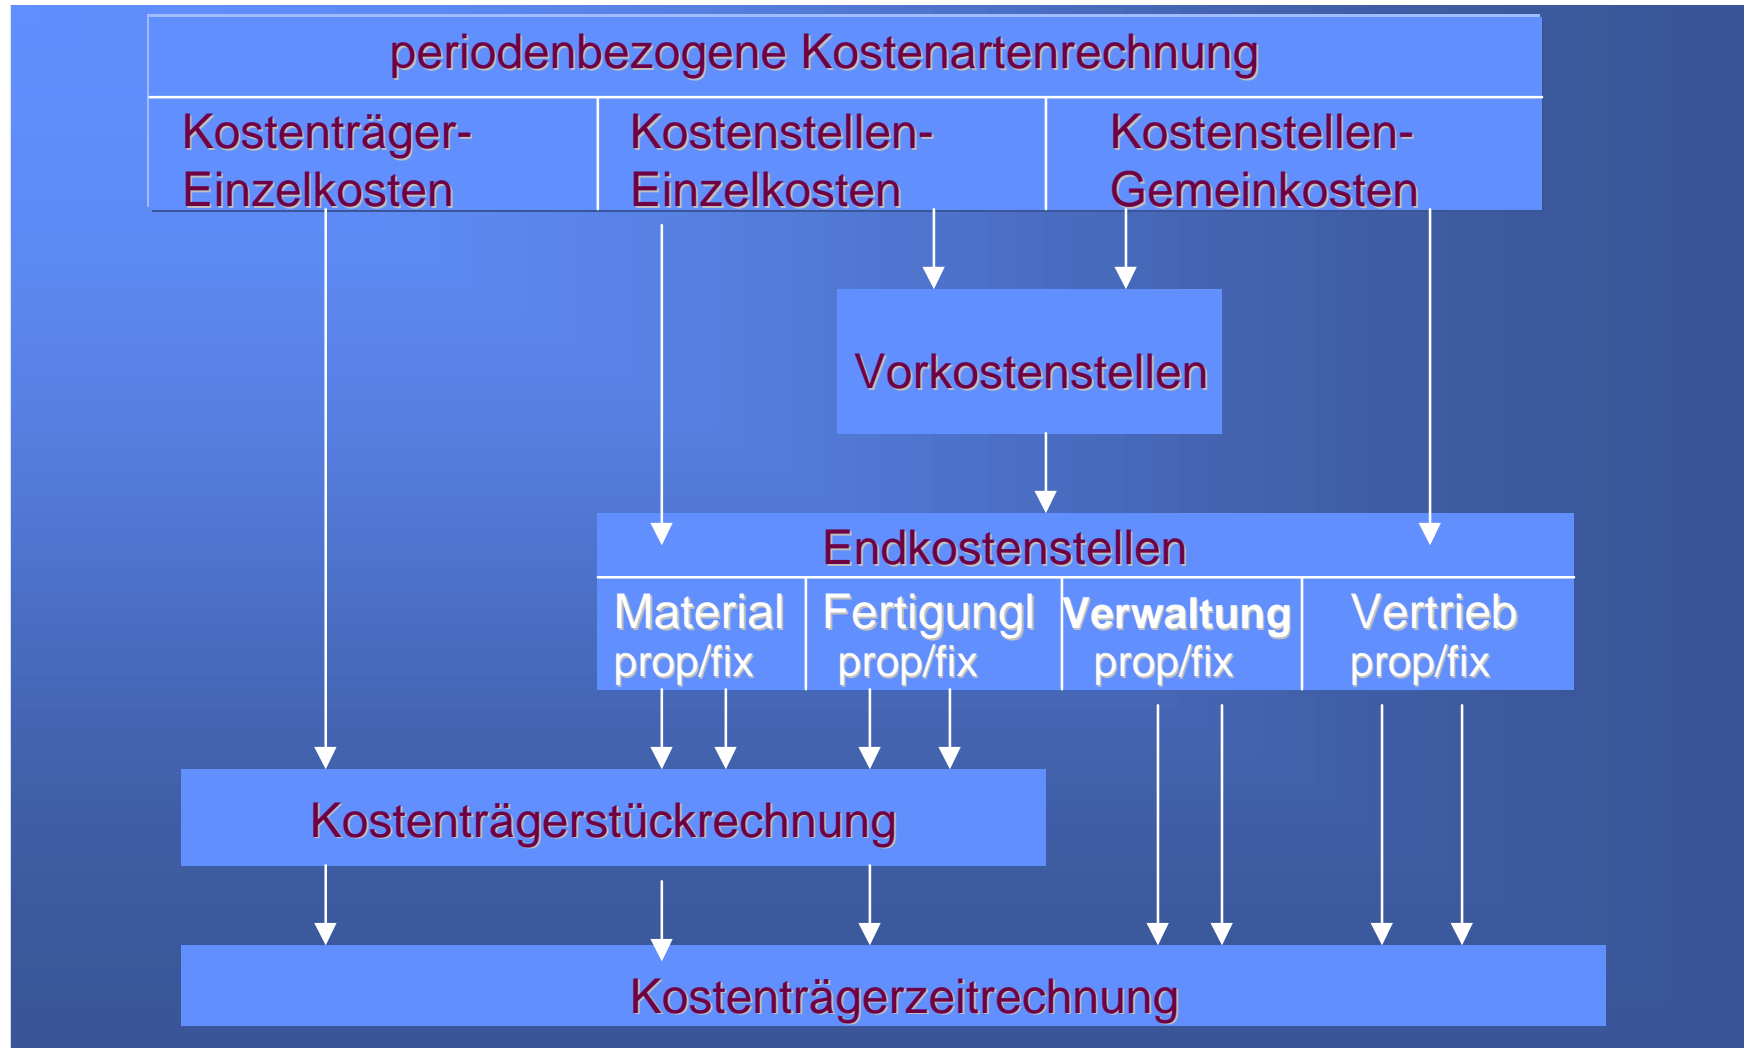 periodenbezogene Kostenartenrechnung
Kostenträger-
Einzelkosten
Kostenstellen-
Einzelkosten
Kostenstellen-
Gemeinkosten
Vorkostenstellen
Endkostenstellen
Material
prop/fix
Fertigungl
prop/fix
Verwaltung
prop/fix
Vertrieb
prop/fix
Kostenträgerstückrechnung
Kostenträgerzeitrechnung